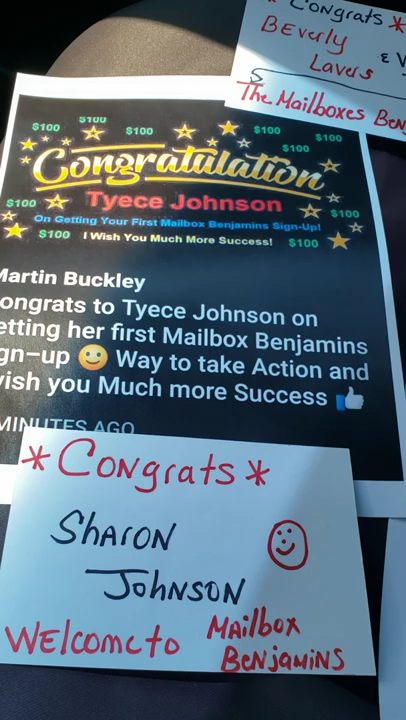 * Congrats *
BEverly
& V
Lavers
The Mailboxes Ben
$100 $100 $100 $100 $100 $100
Congratulation
$100 Tyece Johnson $100
On Getting Your First Mailbox Benjamins Sign-Up!
$100 I Wish You Much More Success! $100
Martin Buckley
ongrats to Tyece Johnson on
etting her first Mailbox Benjamins
gn-up 🙂 Way to take Action and
wish you Much more Success 👍
MINUTES AGO
*Congrats*
SHARON
JOHNSON
WElcome to MAilbox
BENJAMINS